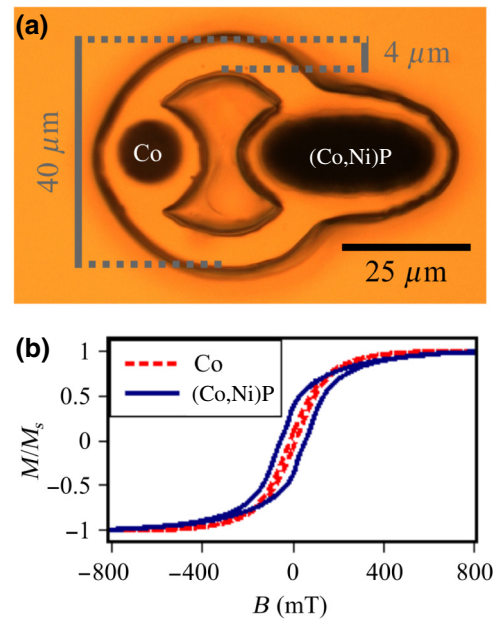 (a)
4 μm
40 μm
Co
(Co,Ni)P
25 μm
(b)
1
0.5
0
−0.5
−1
M/Ms
Co
(Co,Ni)P
−800
−400
0
400
800
B (mT)